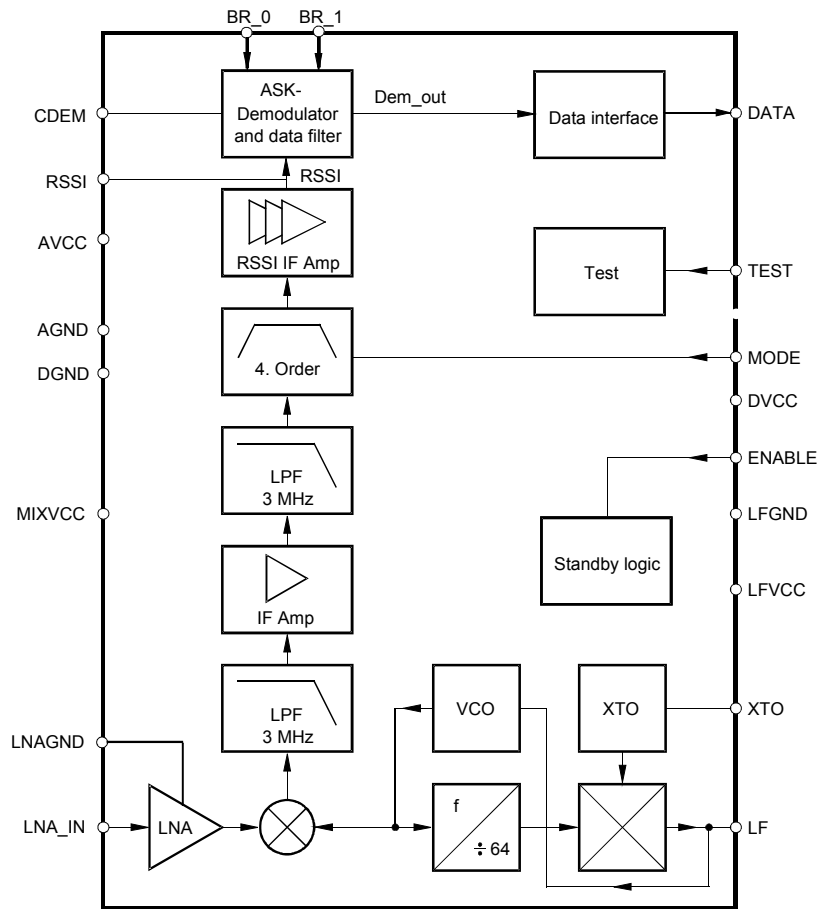 BR_0 BR_1
ASK-
Demodulator
and data filter
Dem_out
Data interface
CDEM
DATA
RSSI
RSSI
AVCC
RSSI IF Amp
Test
TEST
AGND
DGND
4. Order
MODE
DVCC
LPF
3 MHz
ENABLE
MIXVCC
LFGND
Standby logic
IF Amp
LFVCC
LPF
3 MHz
VCO
XTO
XTO
LNAGND
LNA_IN
LNA
f
÷ 64
LF